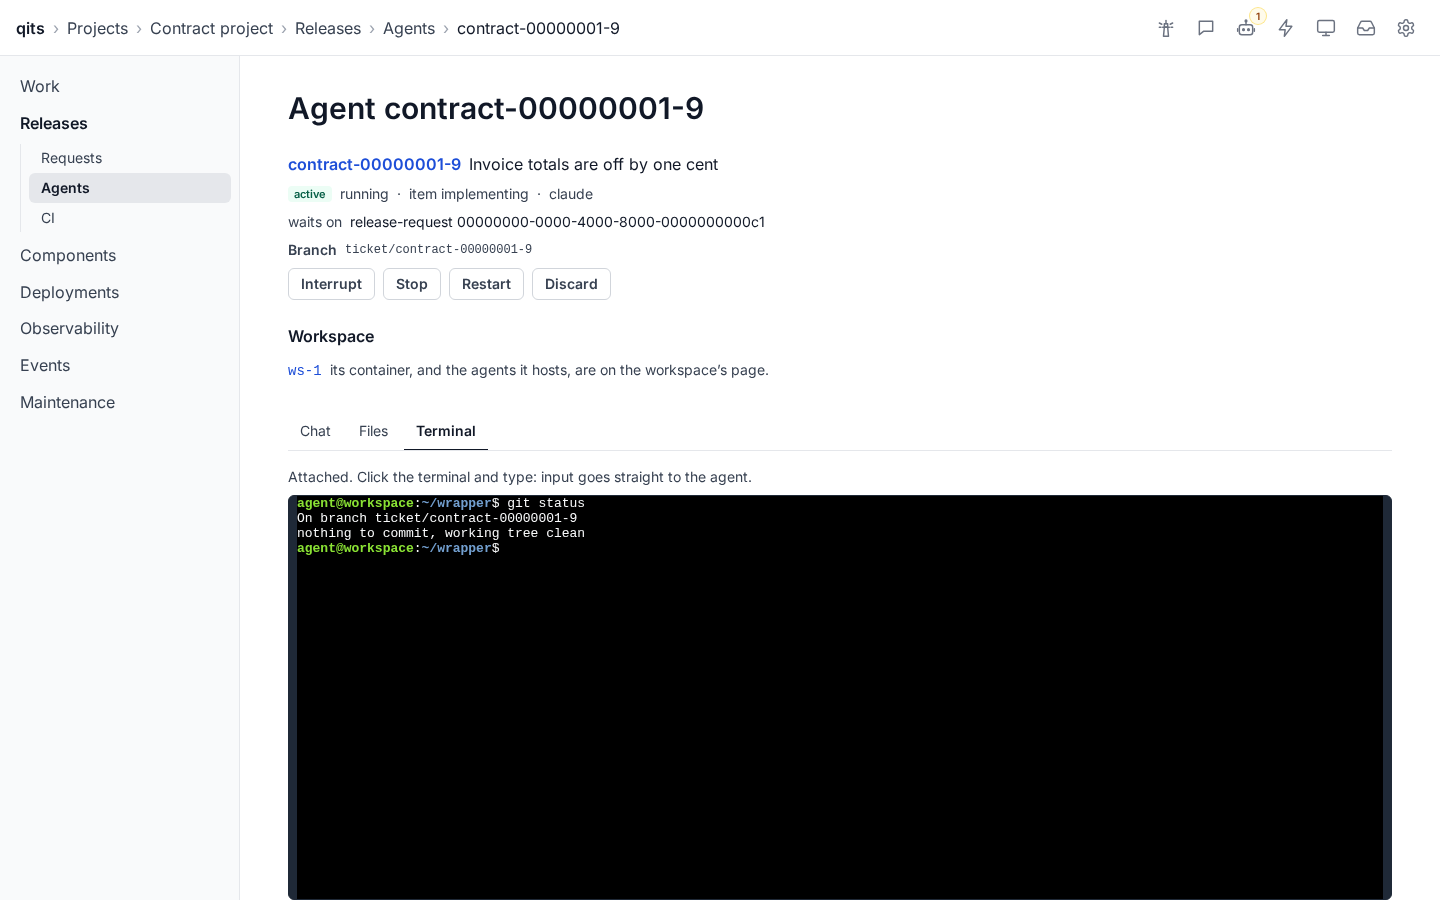 qits › Projects › Contract project › Releases › Agents › contract-00000001-9
1
Work
Releases
Requests
Agents
CI
Components
Deployments
Observability
Events
Maintenance
Agent contract-00000001-9
contract-00000001-9 Invoice totals are off by one cent
active running · item implementing · claude
waits on release-request 00000000-0000-4000-8000-0000000000c1
Branch ticket/contract-00000001-9
Interrupt Stop Restart Discard
Workspace
ws-1 its container, and the agents it hosts, are on the workspace’s page.
Chat Files Terminal
Attached. Click the terminal and type: input goes straight to the agent.
agent@workspace:~/wrapper$ git status
On branch ticket/contract-00000001-9
nothing to commit, working tree clean
agent@workspace:~/wrapper$